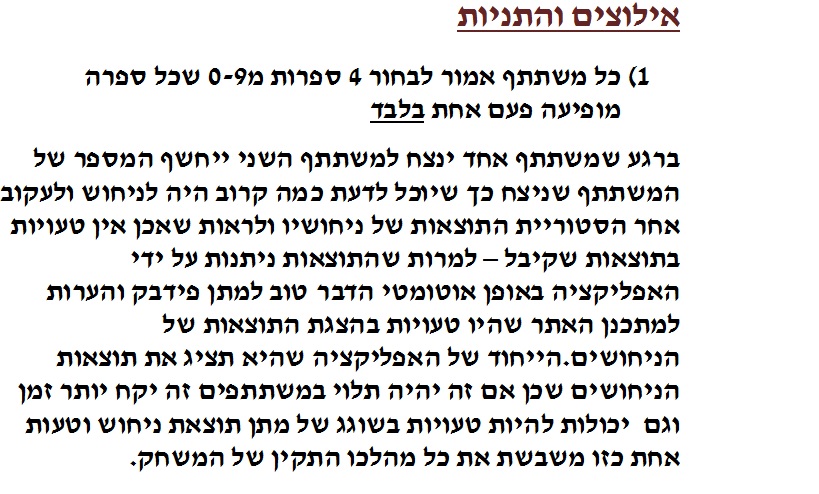 אילוצים והתניות
1) כל משתתף אמור לבחור 4 ספרות מ0-9 שכל ספרה
מופיעה פעם אחת בלבד
ברגע שמשתתף אחד ינצח למשתתף השני ייחשף המספר של
המשתתף שניצח כך שיוכל לדעת כמה קרוב היה לניחוש ולעקוב
אחר הסטוריית התוצאות של ניחושיו ולראות שאכן אין טעויות
בתוצאות שקיבל – למרות שהתוצאות ניתנות על ידי
האפליקציה באופן אוטומטי הדבר טוב למתן פידבק והערות
למתכנן האתר שהיו טעויות בהצגת התוצאות של
הניחושים.הייחוד של האפליקציה שהיא תציג את תוצאות
הניחושים שכן אם זה יהיה תלוי במשתתפים זה יקח יותר זמן
וגם יכולות להיות טעויות בשוגג של מתן תוצאת ניחוש וטעות
אחת כזו משבשת את כל מהלכו התקין של המשחק.